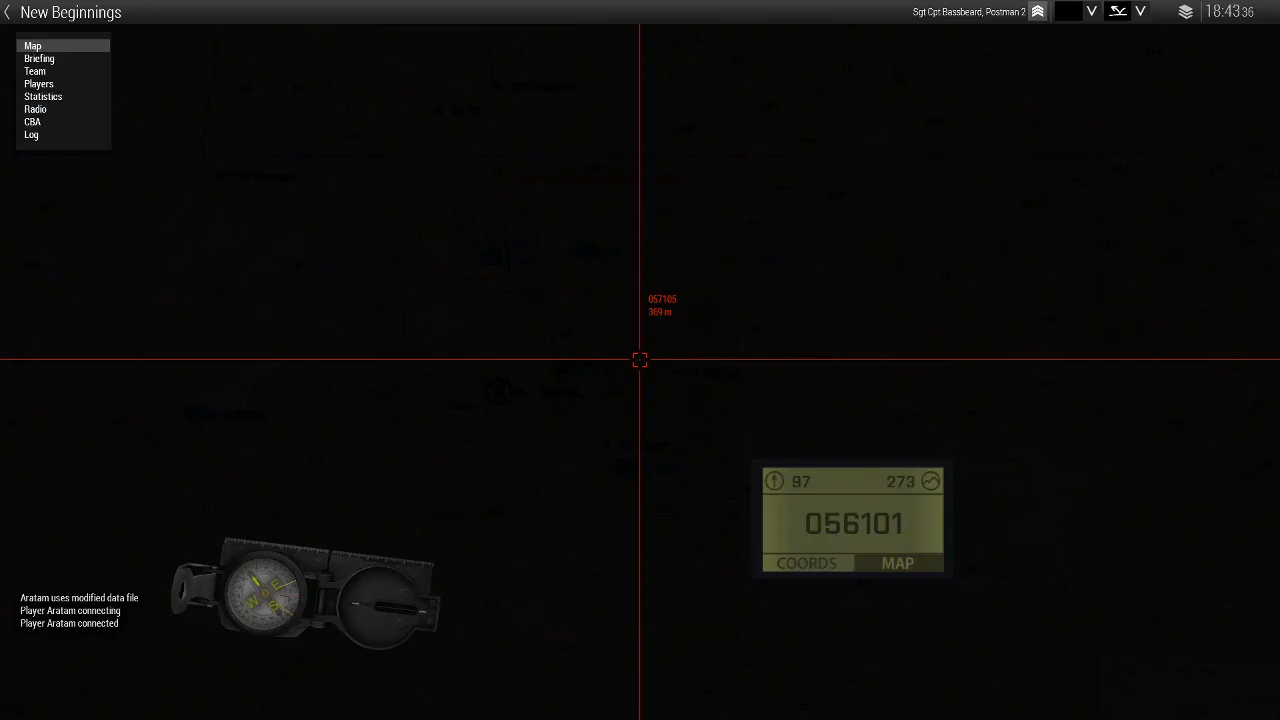 New Beginnings
Sgt Cpt Bassbeard, Postman 2
18:43 36
Map
Briefing
Team
Players
Statistics
Radio
CBA
Log
057105
369 m
97 273
056101
COORDS MAP
E
W
S
Aratam uses modified data file
Player Aratam connecting
Player Aratam connected